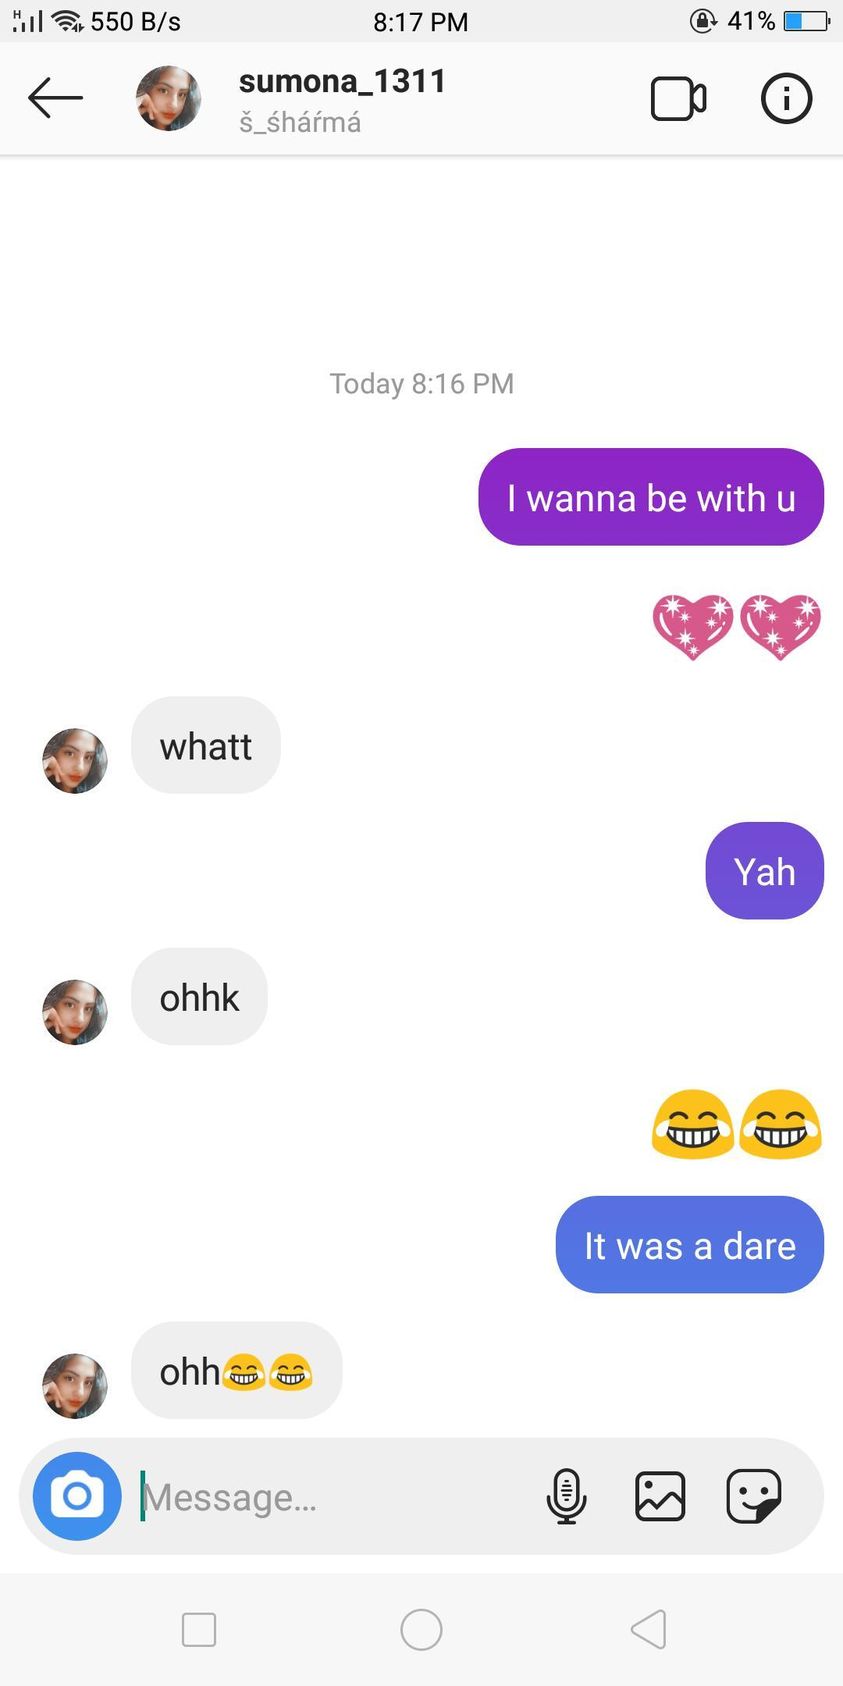 H 550 B/s 8:17 PM 41%
sumona_1311
š_śháŕmá
Today 8:16 PM
I wanna be with u
💖💖
whatt
Yah
ohhk
😂😂
It was a dare
ohh😂😂
Message...